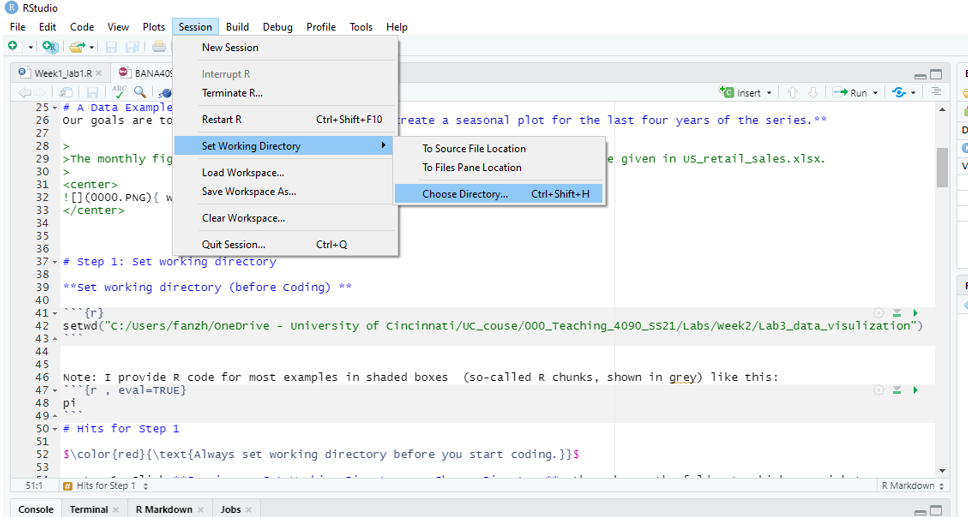 RStudio
File Edit Code View Plots Session Build Debug Profile Tools Help
New Session
Interrupt R
Terminate R...
Restart R Ctrl+Shift+F10
Set Working Directory
Load Workspace...
Save Workspace As...
Clear Workspace...
Quit Session... Ctrl+Q
To Source File Location
To Files Pane Location
Choose Directory... Ctrl+Shift+H
Week1_lab1.R BANA409
ABC Insert Run
25 # A Data Example
26 Our goals are to create a seasonal plot for the last four years of the series.**
27
28 >
29 >The monthly fig e given in US_retail_sales.xlsx.
30 >
31 <center>
32 ![](0000.PNG){ w
33 </center>
34
35
36
37 # Step 1: Set working directory
38
39 **Set working directory (before Coding) **
40
41 ```{r}
42 setwd("C:/Users/fanzh/OneDrive - University of Cincinnati/UC_couse/000_Teaching_4090_SS21/Labs/Week2/Lab3_data_visulization")
43 ```
44
45
46 Note: I provide R code for most examples in shaded boxes (so-called R chunks, shown in grey) like this:
47 ```{r , eval=TRUE}
48 pi
49 ```
50 # Hits for Step 1
51
52 $\color{red}{\text{Always set working directory before you start coding.}}$
53
51:1 # Hits for Step 1 R Markdown
Console Terminal R Markdown Jobs